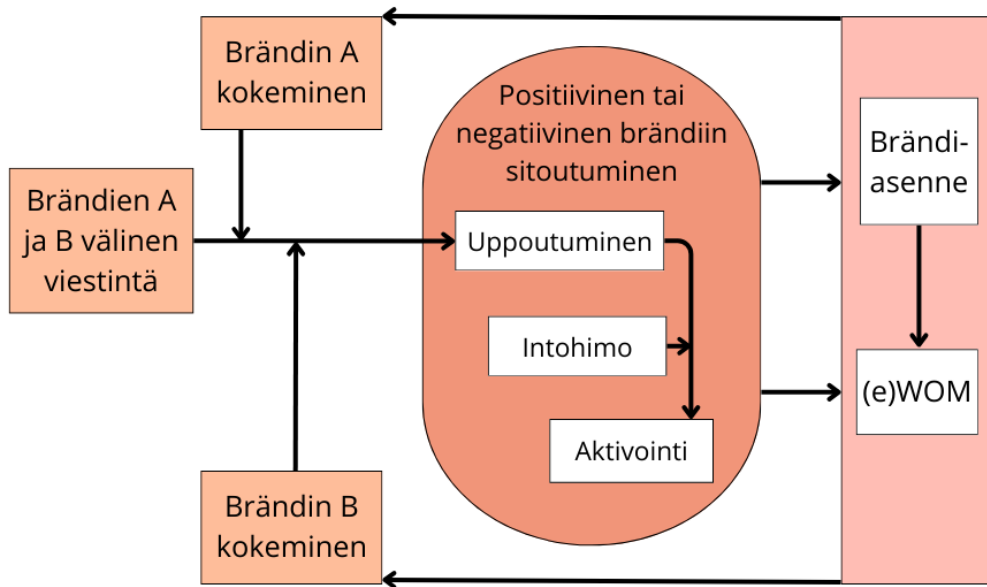 Brändin A
kokeminen
Brändien A
ja B välinen
viestintä
Brändin B
kokeminen
Positiivinen tai
negatiivinen brändiin
sitoutuminen
Uppoutuminen
Intohimo
Aktivointi
Brändi-
asenne
(e)WOM